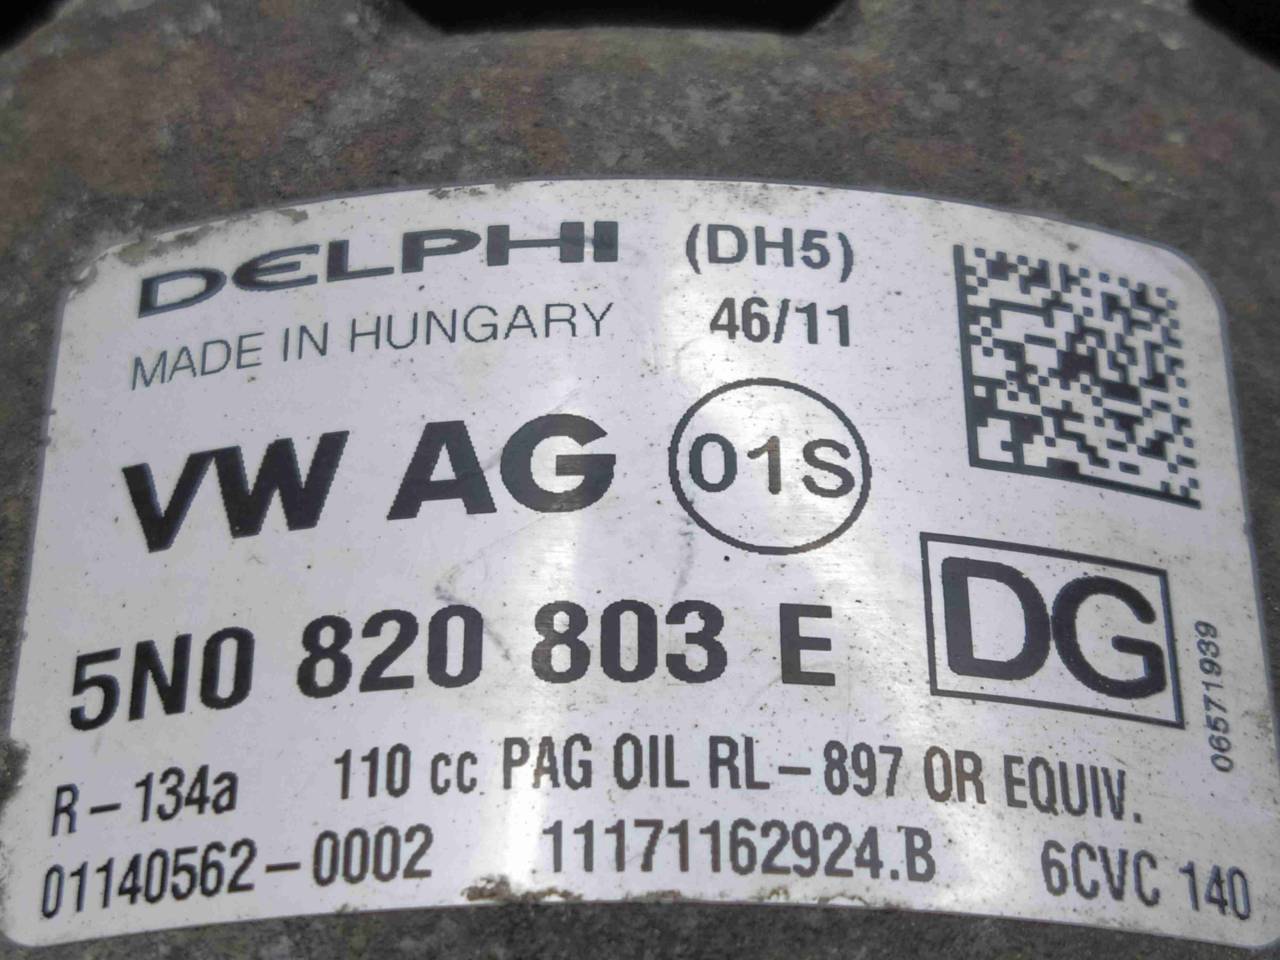 DELPHI (DH5)
MADE IN HUNGARY 46/11
VW AG 01S
5N0 820 803 E DG
06571939
R-134a 110 cc PAG OIL RL-897 OR EQUIV.
01140562-0002 11171162924.B 6CVC 140